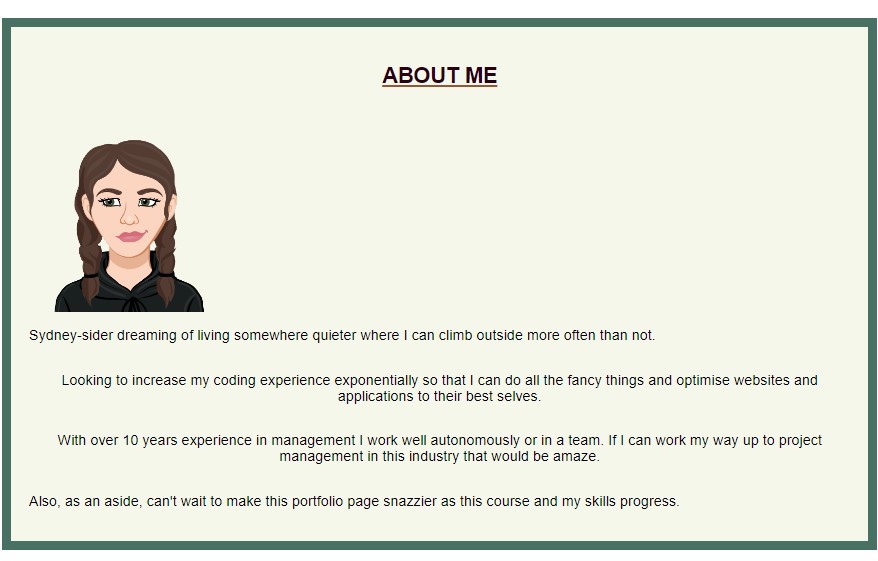 ABOUT ME
Sydney-sider dreaming of living somewhere quieter where I can climb outside more often than not.
Looking to increase my coding experience exponentially so that I can do all the fancy things and optimise websites and
applications to their best selves.
With over 10 years experience in management I work well autonomously or in a team. If I can work my way up to project
management in this industry that would be amaze.
Also, as an aside, can't wait to make this portfolio page snazzier as this course and my skills progress.